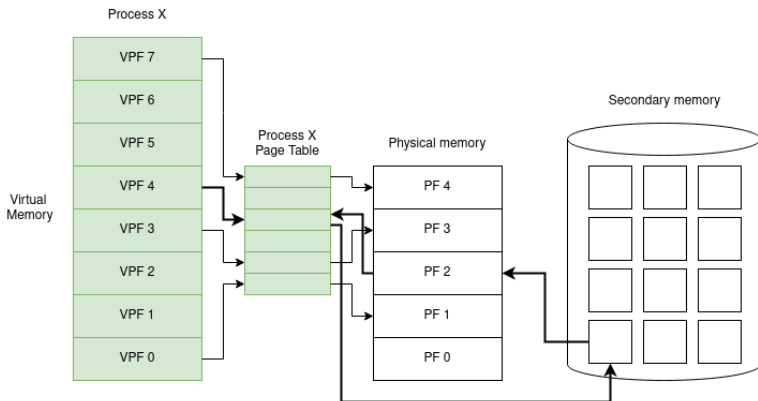 Process X
VPF 7
VPF 6
VPF 5
VPF 4
VPF 3
VPF 2
VPF 1
VPF 0
Virtual
Memory
Process X
Page Table
Physical memory
PF 4
PF 3
PF 2
PF 1
PF 0
Secondary memory